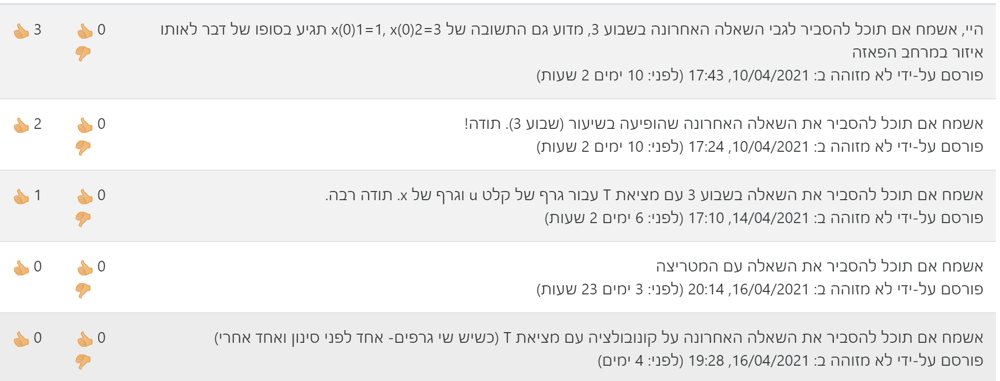 היי, אשמח אם תוכל להסביר לגבי השאלה האחרונה בשבוע 3, מדוע גם התשובה של x(0)1=1, x(0)2=3 תגיע בסופו של דבר לאותו
איזור במרחב הפאזה
פורסם על-ידי לא מזוהה ב: 10/04/2021, 17:43 (לפני: 10 ימים 2 שעות)
0
3
אשמח אם תוכל להסביר את השאלה האחרונה שהופיעה בשיעור (שבוע 3). תודה!
פורסם על-ידי לא מזוהה ב: 10/04/2021, 17:24 (לפני: 10 ימים 2 שעות)
0
2
אשמח אם תוכל להסביר את השאלה בשבוע 3 עם מציאת T עבור גרף של קלט u וגרף של x. תודה רבה.
פורסם על-ידי לא מזוהה ב: 14/04/2021, 17:10 (לפני: 6 ימים 2 שעות)
0
1
אשמח אם תוכל להסביר את השאלה עם המטריצה
פורסם על-ידי לא מזוהה ב: 16/04/2021, 20:14 (לפני: 3 ימים 23 שעות)
0
0
אשמח אם תוכל להסביר את השאלה האחרונה על קונובולציה עם מציאת T (כשיש שי גרפים- אחד לפני סינון ואחד אחרי)
פורסם על-ידי לא מזוהה ב: 16/04/2021, 19:28 (לפני: 4 ימים)
0
0